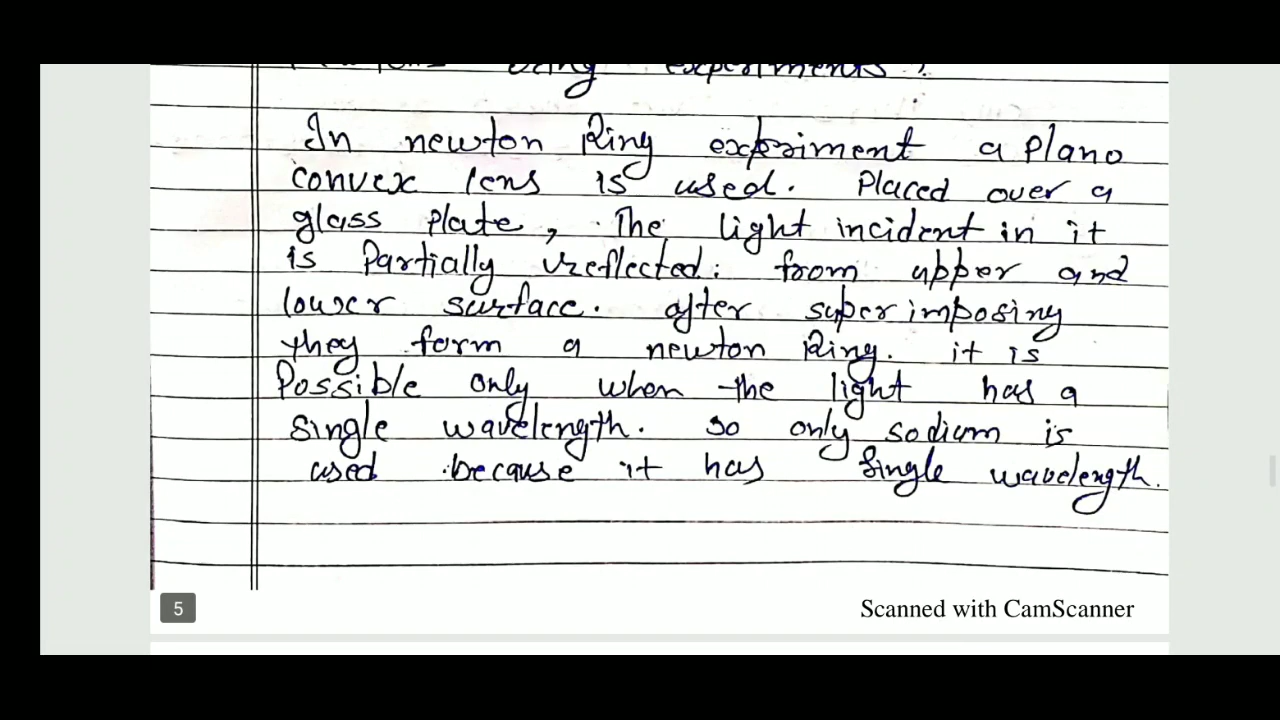 experiments?
In newton Ring experiment a plano
convex lens is used. Placed over a
glass plate, The light incident in it
is Partially reflected. from upper and
lower surface. after superimposing
they form a newton Ring. it is
Possible only when the light has a
single wavelength. so only sodium is
used because it has single wavelength.
5
Scanned with CamScanner